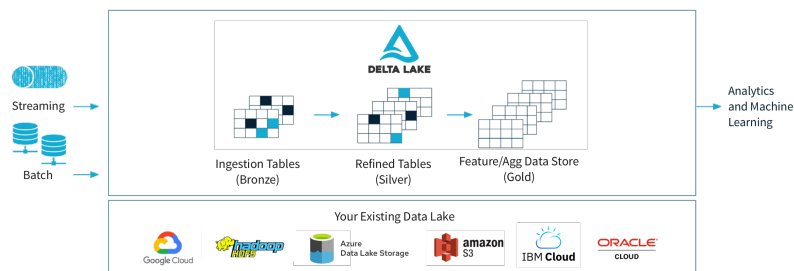 DELTA LAKE
Streaming
Batch
Ingestion Tables
(Bronze)
Refined Tables
(Silver)
Feature/Agg Data Store
(Gold)
Analytics
and Machine
Learning
Your Existing Data Lake
Google Cloud
hadoop
HDFS
Azure
Data Lake Storage
amazon
S3
IBM Cloud
ORACLE
CLOUD